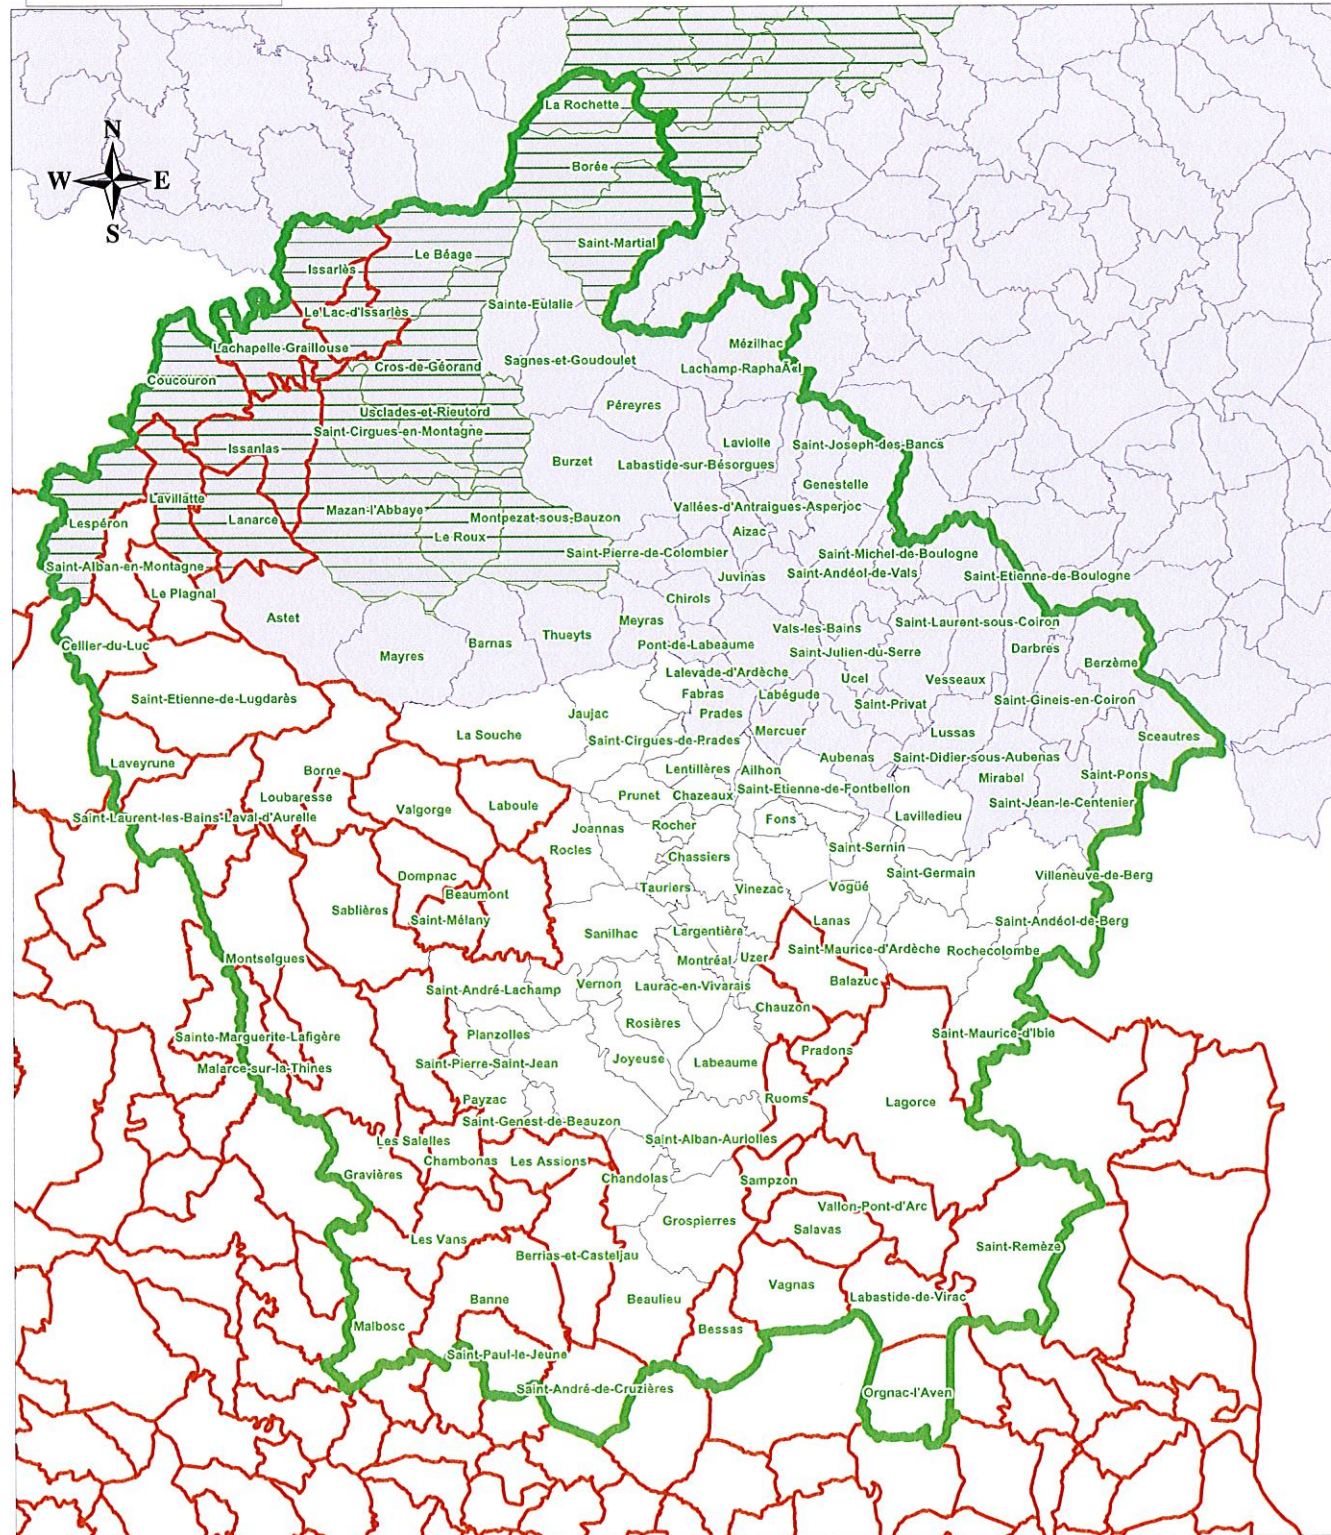 La Rochette
N
W E
S
Borée
Saint-Martial
Le Béage
Issarlès
Sainte-Eulalie
Le Lac-d'Issarlès
Mézilhac
Lachapelle-Graillouse
Sagnes-et-Goudoulet
Cros-de-Géorand
Lachamp-RaphaÃ«l
Coucouron
Péreyres
Usclades-et-Rieutord
Saint-Cirgues-en-Montagne
Laviolle
Saint-Joseph-des-Bancs
Issanlas
Burzet
Labastide-sur-Bésorgues
Genestelle
Lavillatte
Mazan-l'Abbaye
Vallées-d'Antraigues-Asperjoc
Lespéron
Lanarce
Montpezat-sous-Bauzon
Le Roux
Aizac
Saint-Pierre-de-Colombier
Saint-Michel-de-Boulogne
Saint-Alban-en-Montagne
Juvinas
Saint-Andéol-de-Vals
Saint-Etienne-de-Boulogne
Le Plagnal
Chirols
Astet
Meyras
Vals-les-Bains
Saint-Laurent-sous-Coiron
Thueyts
Cellier-du-Luc
Barnas
Pont-de-Labeaume
Mayres
Saint-Julien-du-Serre
Darbres
Berzème
Lalevade-d'Ardèche
Ucel
Vesseaux
Saint-Etienne-de-Lugdarès
Fabras
Labégude
Saint-Privat
Saint-Gineis-en-Coiron
Jaujac
Prades
La Souche
Saint-Cirgues-de-Prades
Mercuer
Lussas
Sceautres
Laveyrune
Borne
Lentillères
Ailhon
Aubenas
Saint-Didier-sous-Aubenas
Mirabel
Saint-Pons
Loubaresse
Valgorge
Laboule
Prunet
Chazeaux
Saint-Etienne-de-Fontbellon
Saint-Jean-le-Centenier
Saint-Laurent-les-Bains-Laval-d'Aurelle
Joannas
Rocher
Fons
Lavilledieu
Rocles
Chassiers
Saint-Sernin
Dompnac
Saint-Germain
Villeneuve-de-Berg
Beaumont
Tauriers
Vinezac
Vogüé
Sablières
Saint-Mélany
Lanas
Saint-Andéol-de-Berg
Sanilhac
Largentière
Saint-Maurice-d'Ardèche
Rochecolombe
Montselgues
Montréal
Uzer
Saint-André-Lachamp
Vernon
Laurac-en-Vivarais
Balazuc
Chauzon
Rosières
Sainte-Marguerite-Lafigère
Planzolles
Saint-Maurice-d'Ibie
Pradons
Malarce-sur-la-Thines
Saint-Pierre-Saint-Jean
Joyeuse
Labeaume
Payzac
Ruoms
Lagorce
Saint-Genest-de-Beauzon
Les Salelles
Saint-Alban-Auriolles
Gravières
Chambonas
Les Assions
Chandolas
Sampzon
Vallon-Pont-d'Arc
Grospierres
Salavas
Les Vans
Saint-Remèze
Berrias-et-Casteljau
Vagnas
Banne
Beaulieu
Labastide-de-Virac
Malbosc
Bessas
Saint-Paul-le-Jeune
Saint-André-de-Cruzières
Orgnac-l'Aven